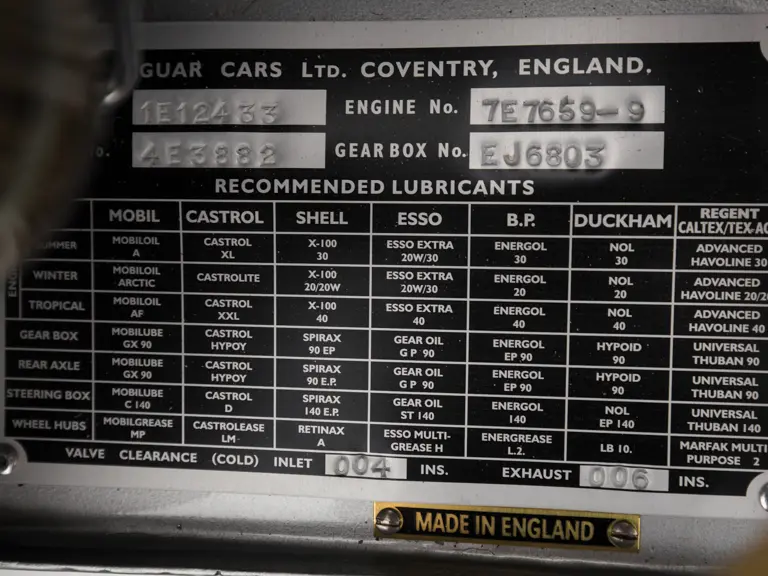 GUAR CARS LTD. COVENTRY, ENGLAND.
1E12433 ENGINE No. 7E7659-9
o. 4E3882 GEARBOX No. EJ6803
RECOMMENDED LUBRICANTS
MOBIL CASTROL SHELL ESSO B.P. DUCKHAM REGENT CALTEX/TEX-AC
SUMMER MOBILOIL A CASTROL XL X-100 30 ESSO EXTRA 20W/30 ENERGOL 30 NOL 30 ADVANCED HAVOLINE 30
WINTER MOBILOIL ARCTIC CASTROLITE X-100 20/20W ESSO EXTRA 20W/30 ENERGOL 20 NOL 20 ADVANCED HAVOLINE 20/20
TROPICAL MOBILOIL AF CASTROL XXL X-100 40 ESSO EXTRA 40 ENERGOL 40 NOL 40 ADVANCED HAVOLINE 40
GEAR BOX MOBILUBE GX 90 CASTROL HYPOY SPIRAX 90 EP GEAR OIL GP 90 ENERGOL EP 90 HYPOID 90 UNIVERSAL THUBAN 90
REAR AXLE MOBILUBE GX 90 CASTROL HYPOY SPIRAX 90 E.P. GEAR OIL GP 90 ENERGOL EP 90 HYPOID 90 UNIVERSAL THUBAN 90
STEERING BOX MOBILUBE C 140 CASTROL D SPIRAX 140 E.P. GEAR OIL ST 140 ENERGOL 140 NOL EP 140 UNIVERSAL THUBAN 140
WHEEL HUBS MOBILGREASE MP CASTROLEASE LM RETINAX A ESSO MULTI-GREASE H ENERGREASE L.2. LB 10. MARFAK MULTI PURPOSE 2
VALVE CLEARANCE (COLD) INLET 004 INS. EXHAUST 006 INS.
MADE IN ENGLAND